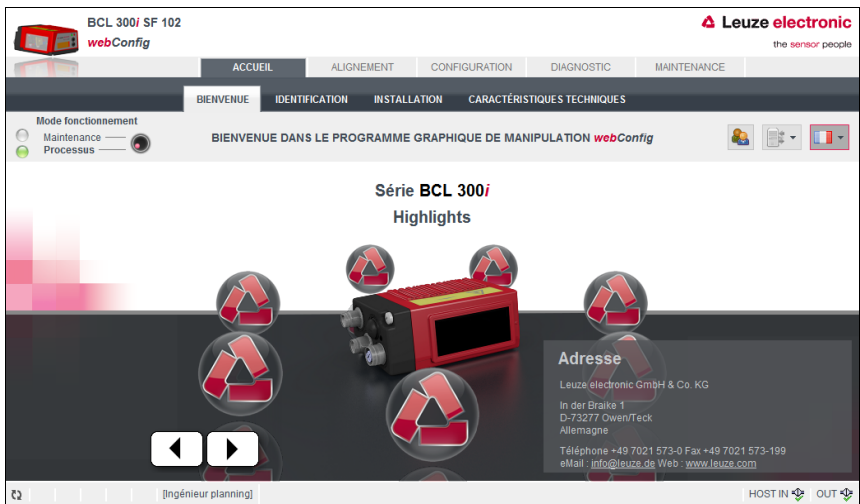 BCL 300i SF 102
webConfig
Leuze electronic
the sensor people
ACCUEIL
ALIGNEMENT
CONFIGURATION
DIAGNOSTIC
MAINTENANCE
BIENVENUE
IDENTIFICATION
INSTALLATION
CARACTÉRISTIQUES TECHNIQUES
Mode fonctionnement
Maintenance
Processus
BIENVENUE DANS LE PROGRAMME GRAPHIQUE DE MANIPULATION webConfig
Série BCL 300i
Highlights
Adresse
Leuze electronic GmbH & Co. KG
In der Braike 1
D-73277 Owen/Teck
Allemagne
Téléphone +49 7021 573-0 Fax +49 7021 573-199
eMail : info@leuze.de Web : www.leuze.com
[Ingénieur planning]
HOST IN
OUT